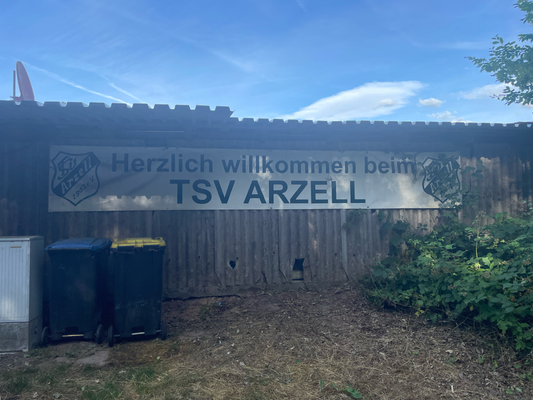 Herzlich willkommen beim
TSV ARZELL